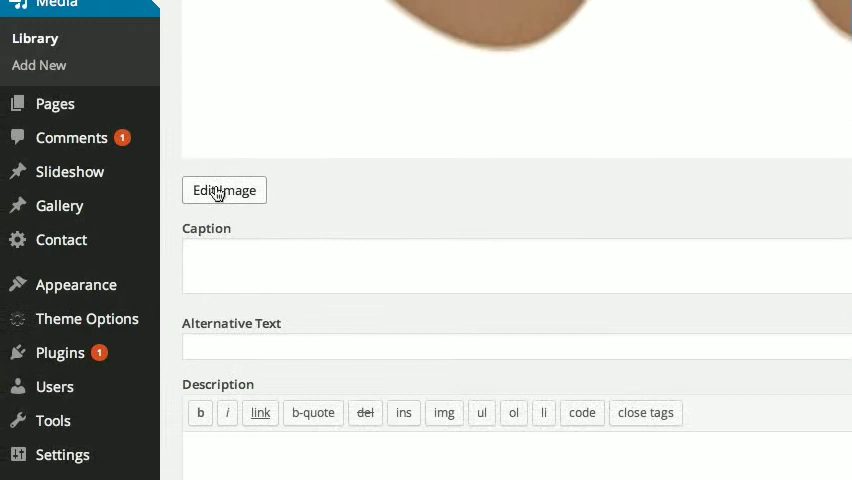 Media
Library
Add New
Pages
Comments 1
Slideshow
Gallery
Contact
Appearance
Theme Options
Plugins 1
Users
Tools
Settings
Edit Image
Caption
Alternative Text
Description
b i link b-quote del ins img ul ol li code close tags